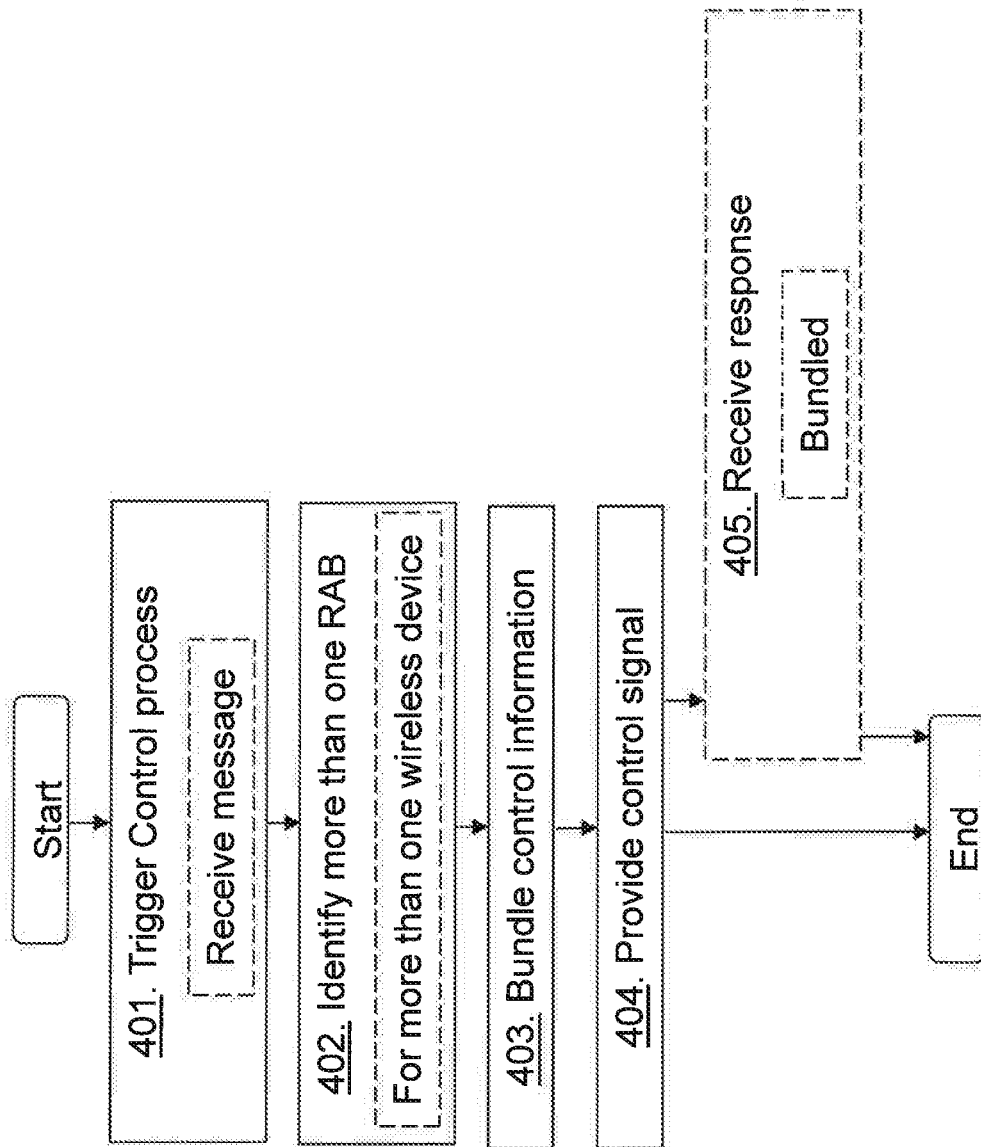 Start
401. Trigger Control process
Receive message
402. Identify more than one RAB
For more than one wireless device
403. Bundle control information
404. Provide control signal
405. Receive response
Bundled
End